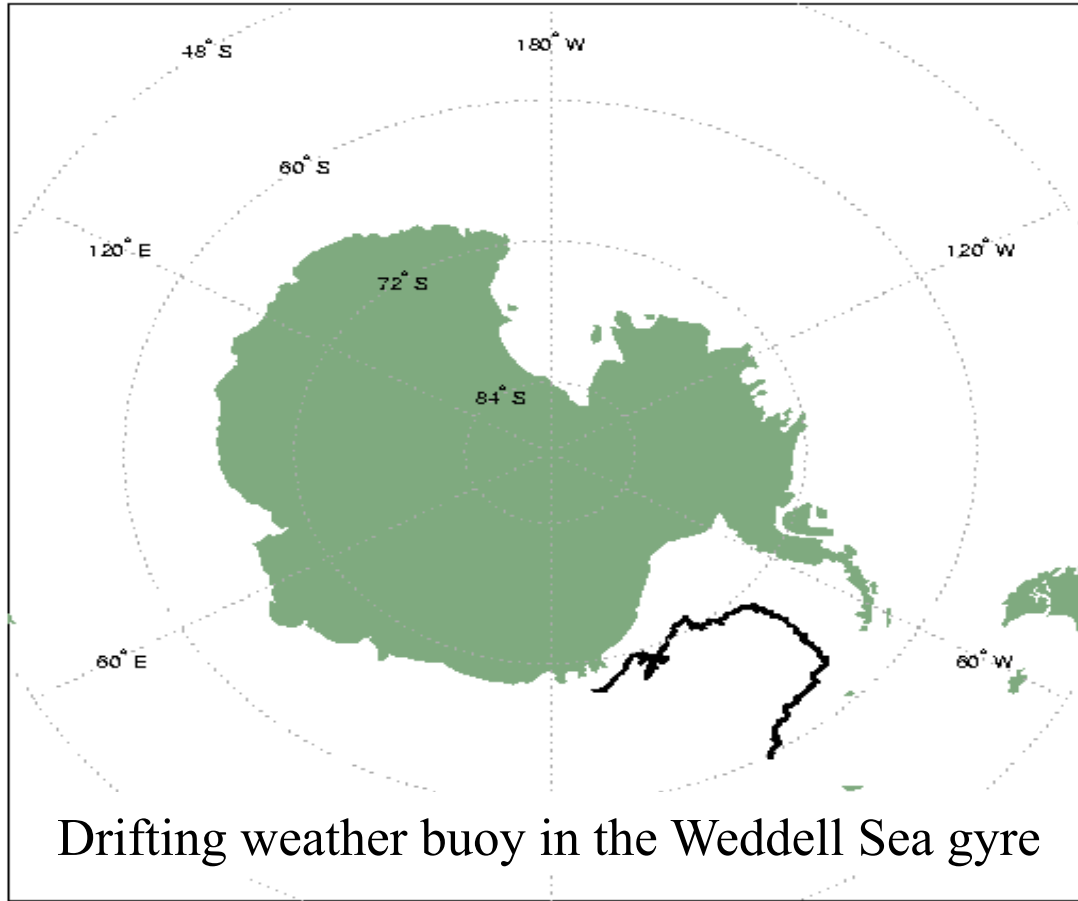 48° S
180° W
60° S
120° E
120° W
72° S
84° S
60° E
60° W
Drifting weather buoy in the Weddell Sea gyre